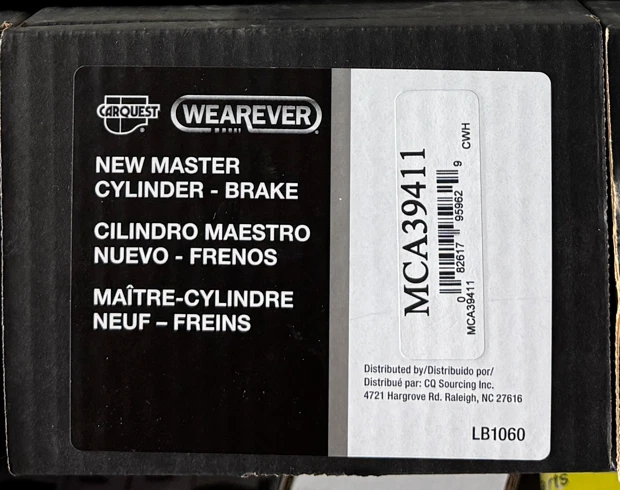 CARQUEST
WEAREVER
NEW MASTER
CYLINDER - BRAKE
CILINDRO MAESTRO
NUEVO - FRENOS
MAÎTRE-CYLINDRE
NEUF – FREINS
MCA39411
0 82617 95962 9
CWH
MCA39411
Distributed by/Distribuido por/
Distribué par: CQ Sourcing Inc.
4721 Hargrove Rd. Raleigh, NC 27616
LB1060